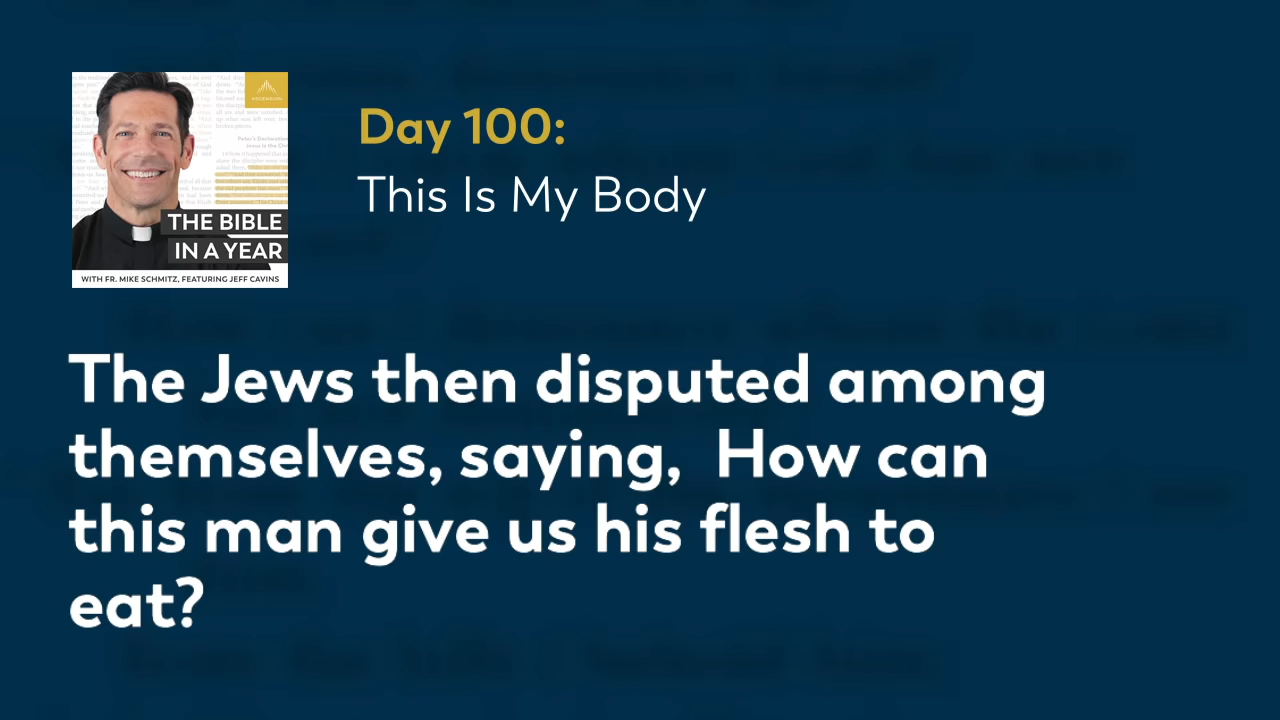 ASCENSION
THE BIBLE
IN A YEAR
WITH FR. MIKE SCHMITZ, FEATURING JEFF CAVINS
Day 100:
This Is My Body
The Jews then disputed among
themselves, saying,  How can
this man give us his flesh to
eat?